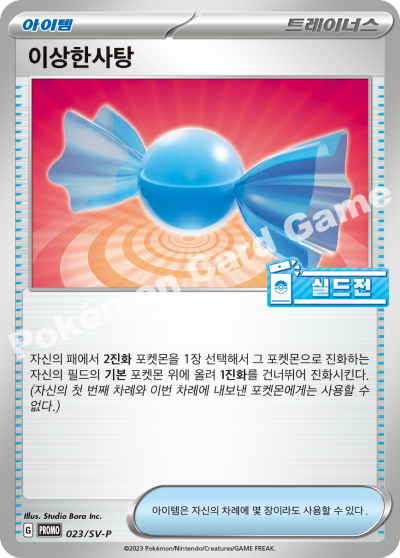 아이템
트레이너스
이상한사탕
Pokémon Card Game
실드전
자신의 패에서 2진화 포켓몬을 1장 선택해서 그 포켓몬으로 진화하는
자신의 필드의 기본 포켓몬 위에 올려 1진화를 건너뛰어 진화시킨다.
(자신의 첫 번째 차례와 이번 차례에 내보낸 포켓몬에게는 사용할 수
없다.)
Illus. Studio Bora Inc.
G PROMO 023/SV-P
아이템은 자신의 차례에 몇 장이라도 사용할 수 있다.
©2023 Pokémon/Nintendo/Creatures/GAME FREAK.